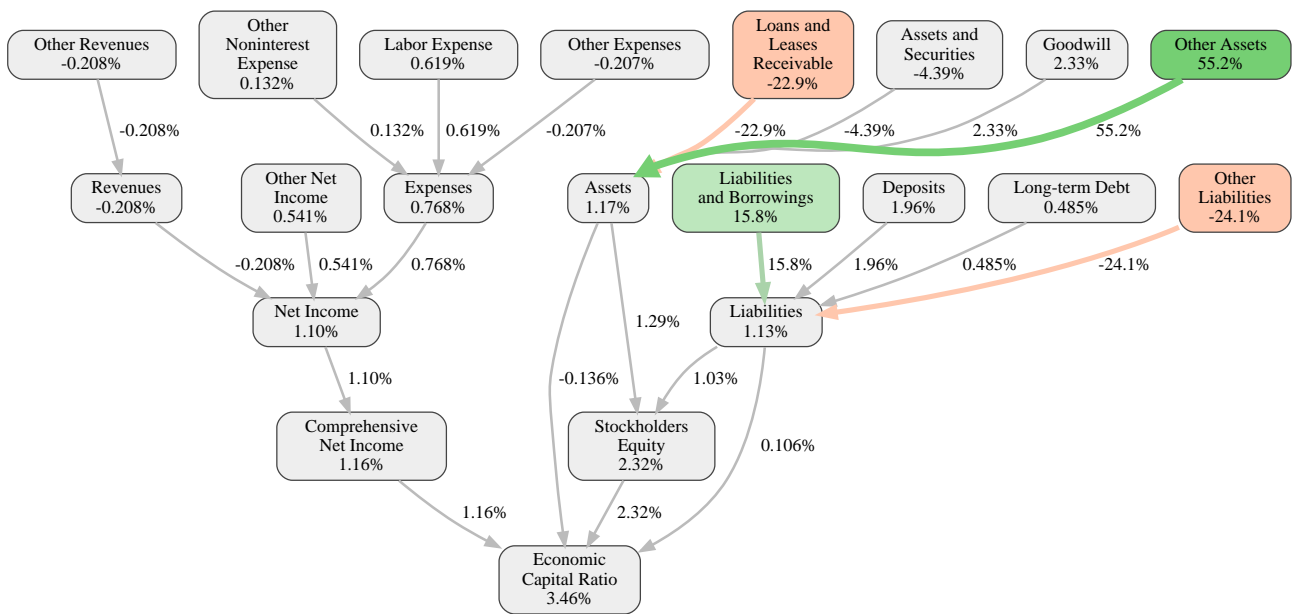 Other Revenues
-0.208%
Other
Noninterest
Expense
0.132%
Labor Expense
0.619%
Other Expenses
-0.207%
Loans and
Leases
Receivable
-22.9%
Assets and
Securities
-4.39%
Goodwill
2.33%
Other Assets
55.2%
-0.208%
0.132%
0.619%
-0.207%
-22.9%
-4.39%
2.33%
55.2%
Revenues
-0.208%
Other Net
Income
0.541%
Expenses
0.768%
Assets
1.17%
Liabilities
and Borrowings
15.8%
Deposits
1.96%
Long-term Debt
0.485%
Other
Liabilities
-24.1%
-0.208%
0.541%
0.768%
15.8%
1.96%
0.485%
-24.1%
Net Income
1.10%
1.29%
Liabilities
1.13%
1.10%
-0.136%
1.03%
Comprehensive
Net Income
1.16%
Stockholders
Equity
2.32%
0.106%
1.16%
2.32%
Economic
Capital Ratio
3.46%